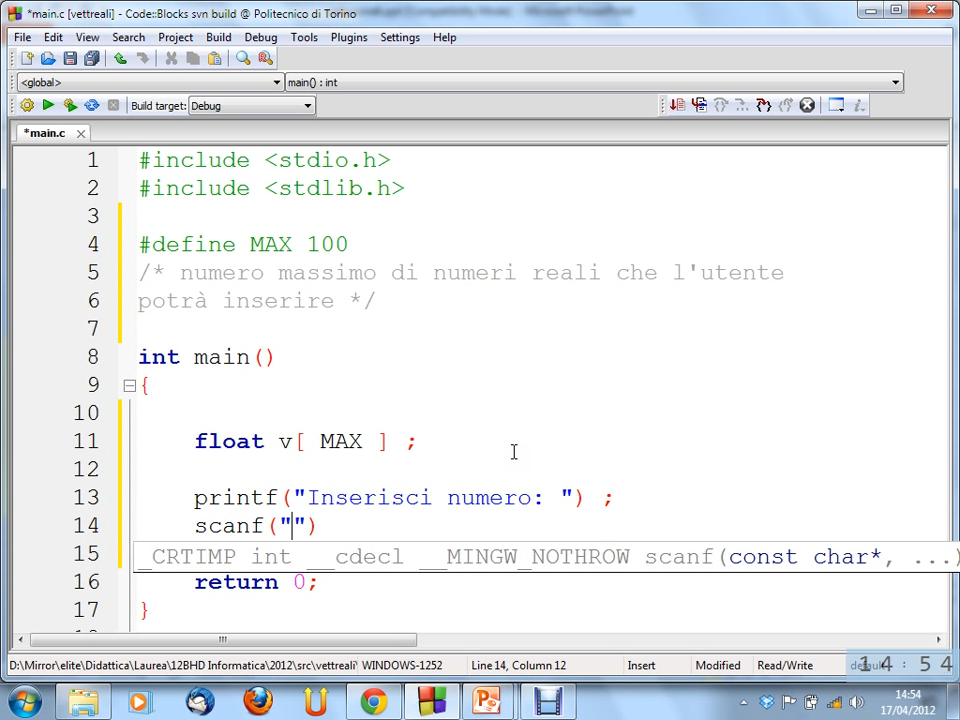 *main.c [vettreali] - Code::Blocks svn build @ Politecnico di Torino
File Edit View Search Project Build Debug Tools Plugins Settings Help
<global> main() : int
Build target: Debug
*main.c
1 #include <stdio.h>
2 #include <stdlib.h>
3
4 #define MAX 100
5 /* numero massimo di numeri reali che l'utente
6 potrà inserire */
7
8 int main()
9 {
10
11 float v[ MAX ] ;
12
13 printf("Inserisci numero: ") ;
14 scanf("")
15 _CRTIMP int __cdecl __MINGW_NOTHROW scanf(const char*, ...)
16 return 0;
17 }
D:\Mirror\elite\Didattica\Laurea\12BHD Informatica\2012\src\vettreali\ WINDOWS-1252 Line 14, Column 12 Insert Modified Read/Write 14:54
14:54
17/04/2012